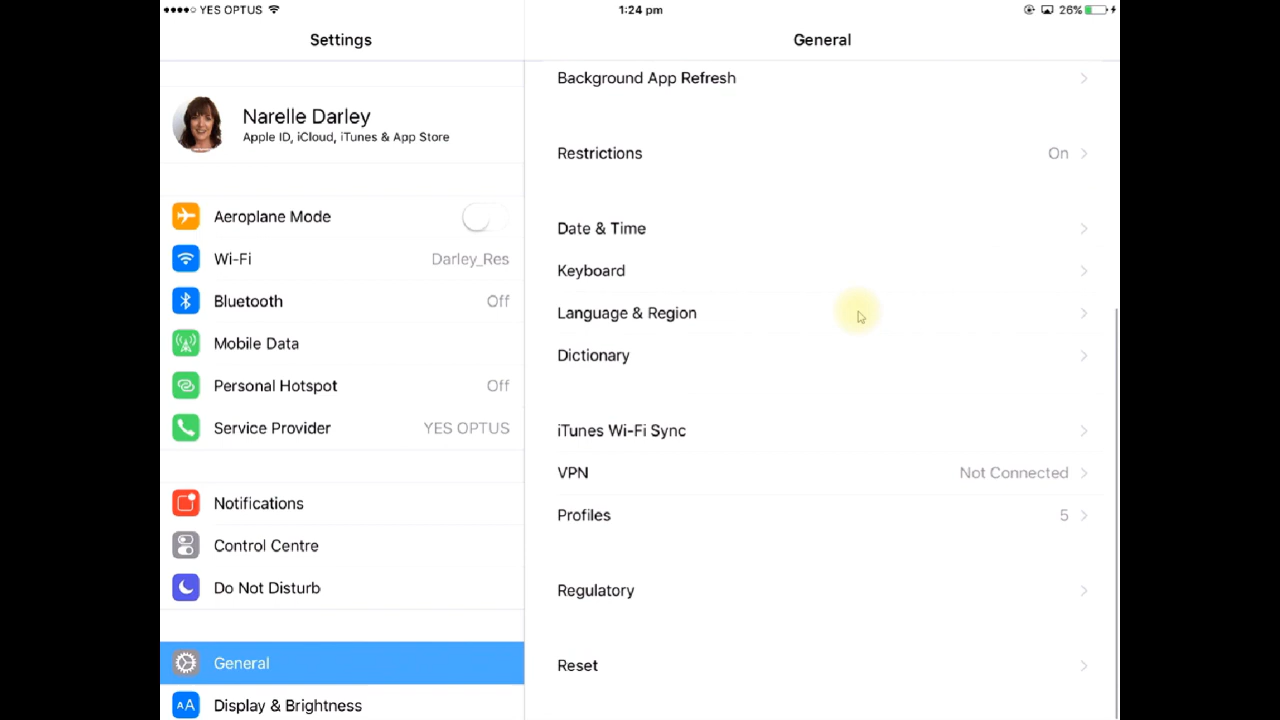 YES OPTUS
1:24 pm
26%
Settings
General
Narelle Darley
Apple ID, iCloud, iTunes & App Store
Aeroplane Mode
Wi-Fi
Darley_Res
Bluetooth
Off
Mobile Data
Personal Hotspot
Off
Service Provider
YES OPTUS
Notifications
Control Centre
Do Not Disturb
General
AA
Display & Brightness
Background App Refresh
Restrictions
On
Date & Time
Keyboard
Language & Region
Dictionary
iTunes Wi-Fi Sync
VPN
Not Connected
Profiles
5
Regulatory
Reset